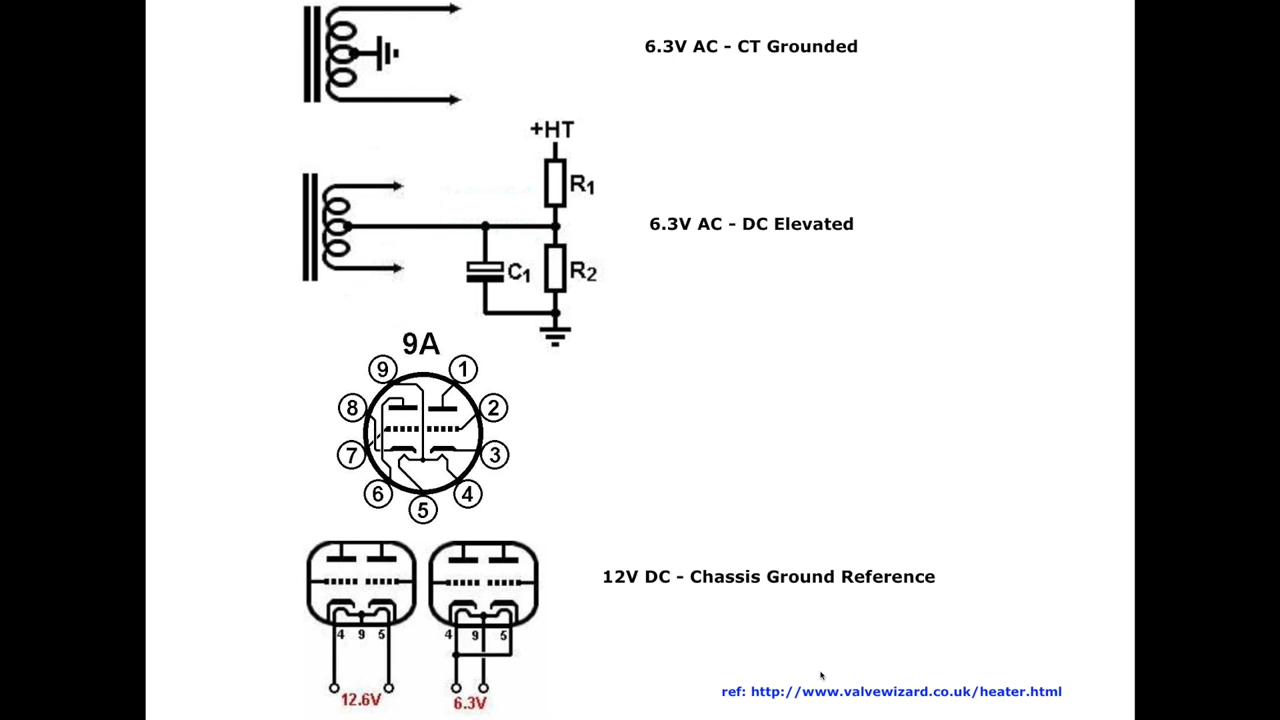 6.3V AC - CT Grounded
+HT
R1
6.3V AC - DC Elevated
C1
R2
9A
9
1
8
2
7
3
6
4
5
12V DC - Chassis Ground Reference
4 9 5
4 9 5
12.6V
6.3V
ref: http://www.valvewizard.co.uk/heater.html